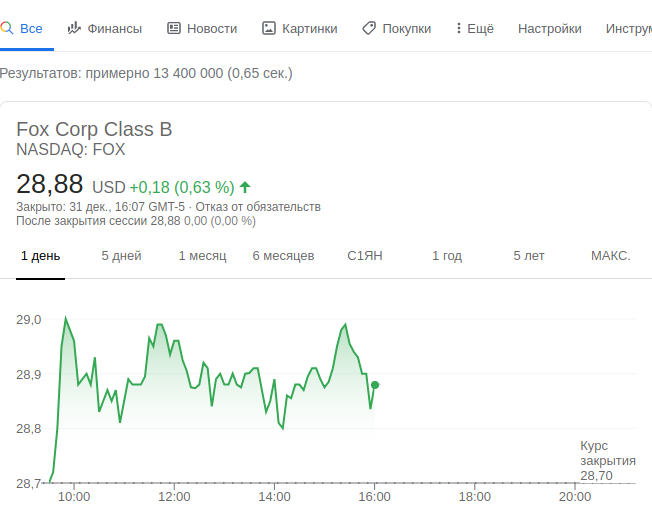 Все Финансы Новости Картинки Покупки Ещё Настройки Инструм
Результатов: примерно 13 400 000 (0,65 сек.)
Fox Corp Class B
NASDAQ: FOX
28,88 USD +0,18 (0,63 %)
Закрыто: 31 дек., 16:07 GMT-5 · Отказ от обязательств
После закрытия сессии 28,88 0,00 (0,00 %)
1 день 5 дней 1 месяц 6 месяцев С1ЯН 1 год 5 лет МАКС.
29,0
28,9
28,8
Курс
закрытия
28,70
28,7
10:00 12:00 14:00 16:00 18:00 20:00